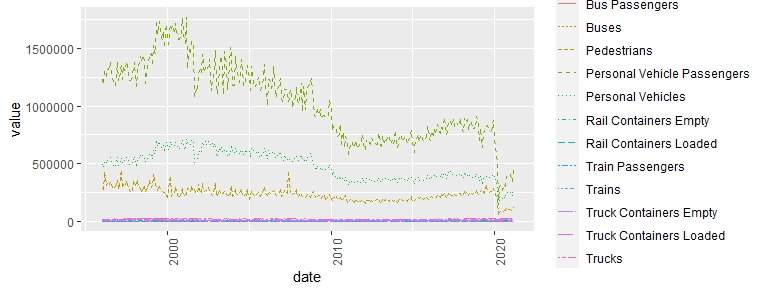 value
1500000
1000000
500000
0
2000
2010
2020
date
Bus Passengers
Buses
Pedestrians
Personal Vehicle Passengers
Personal Vehicles
Rail Containers Empty
Rail Containers Loaded
Train Passengers
Trains
Truck Containers Empty
Truck Containers Loaded
Trucks